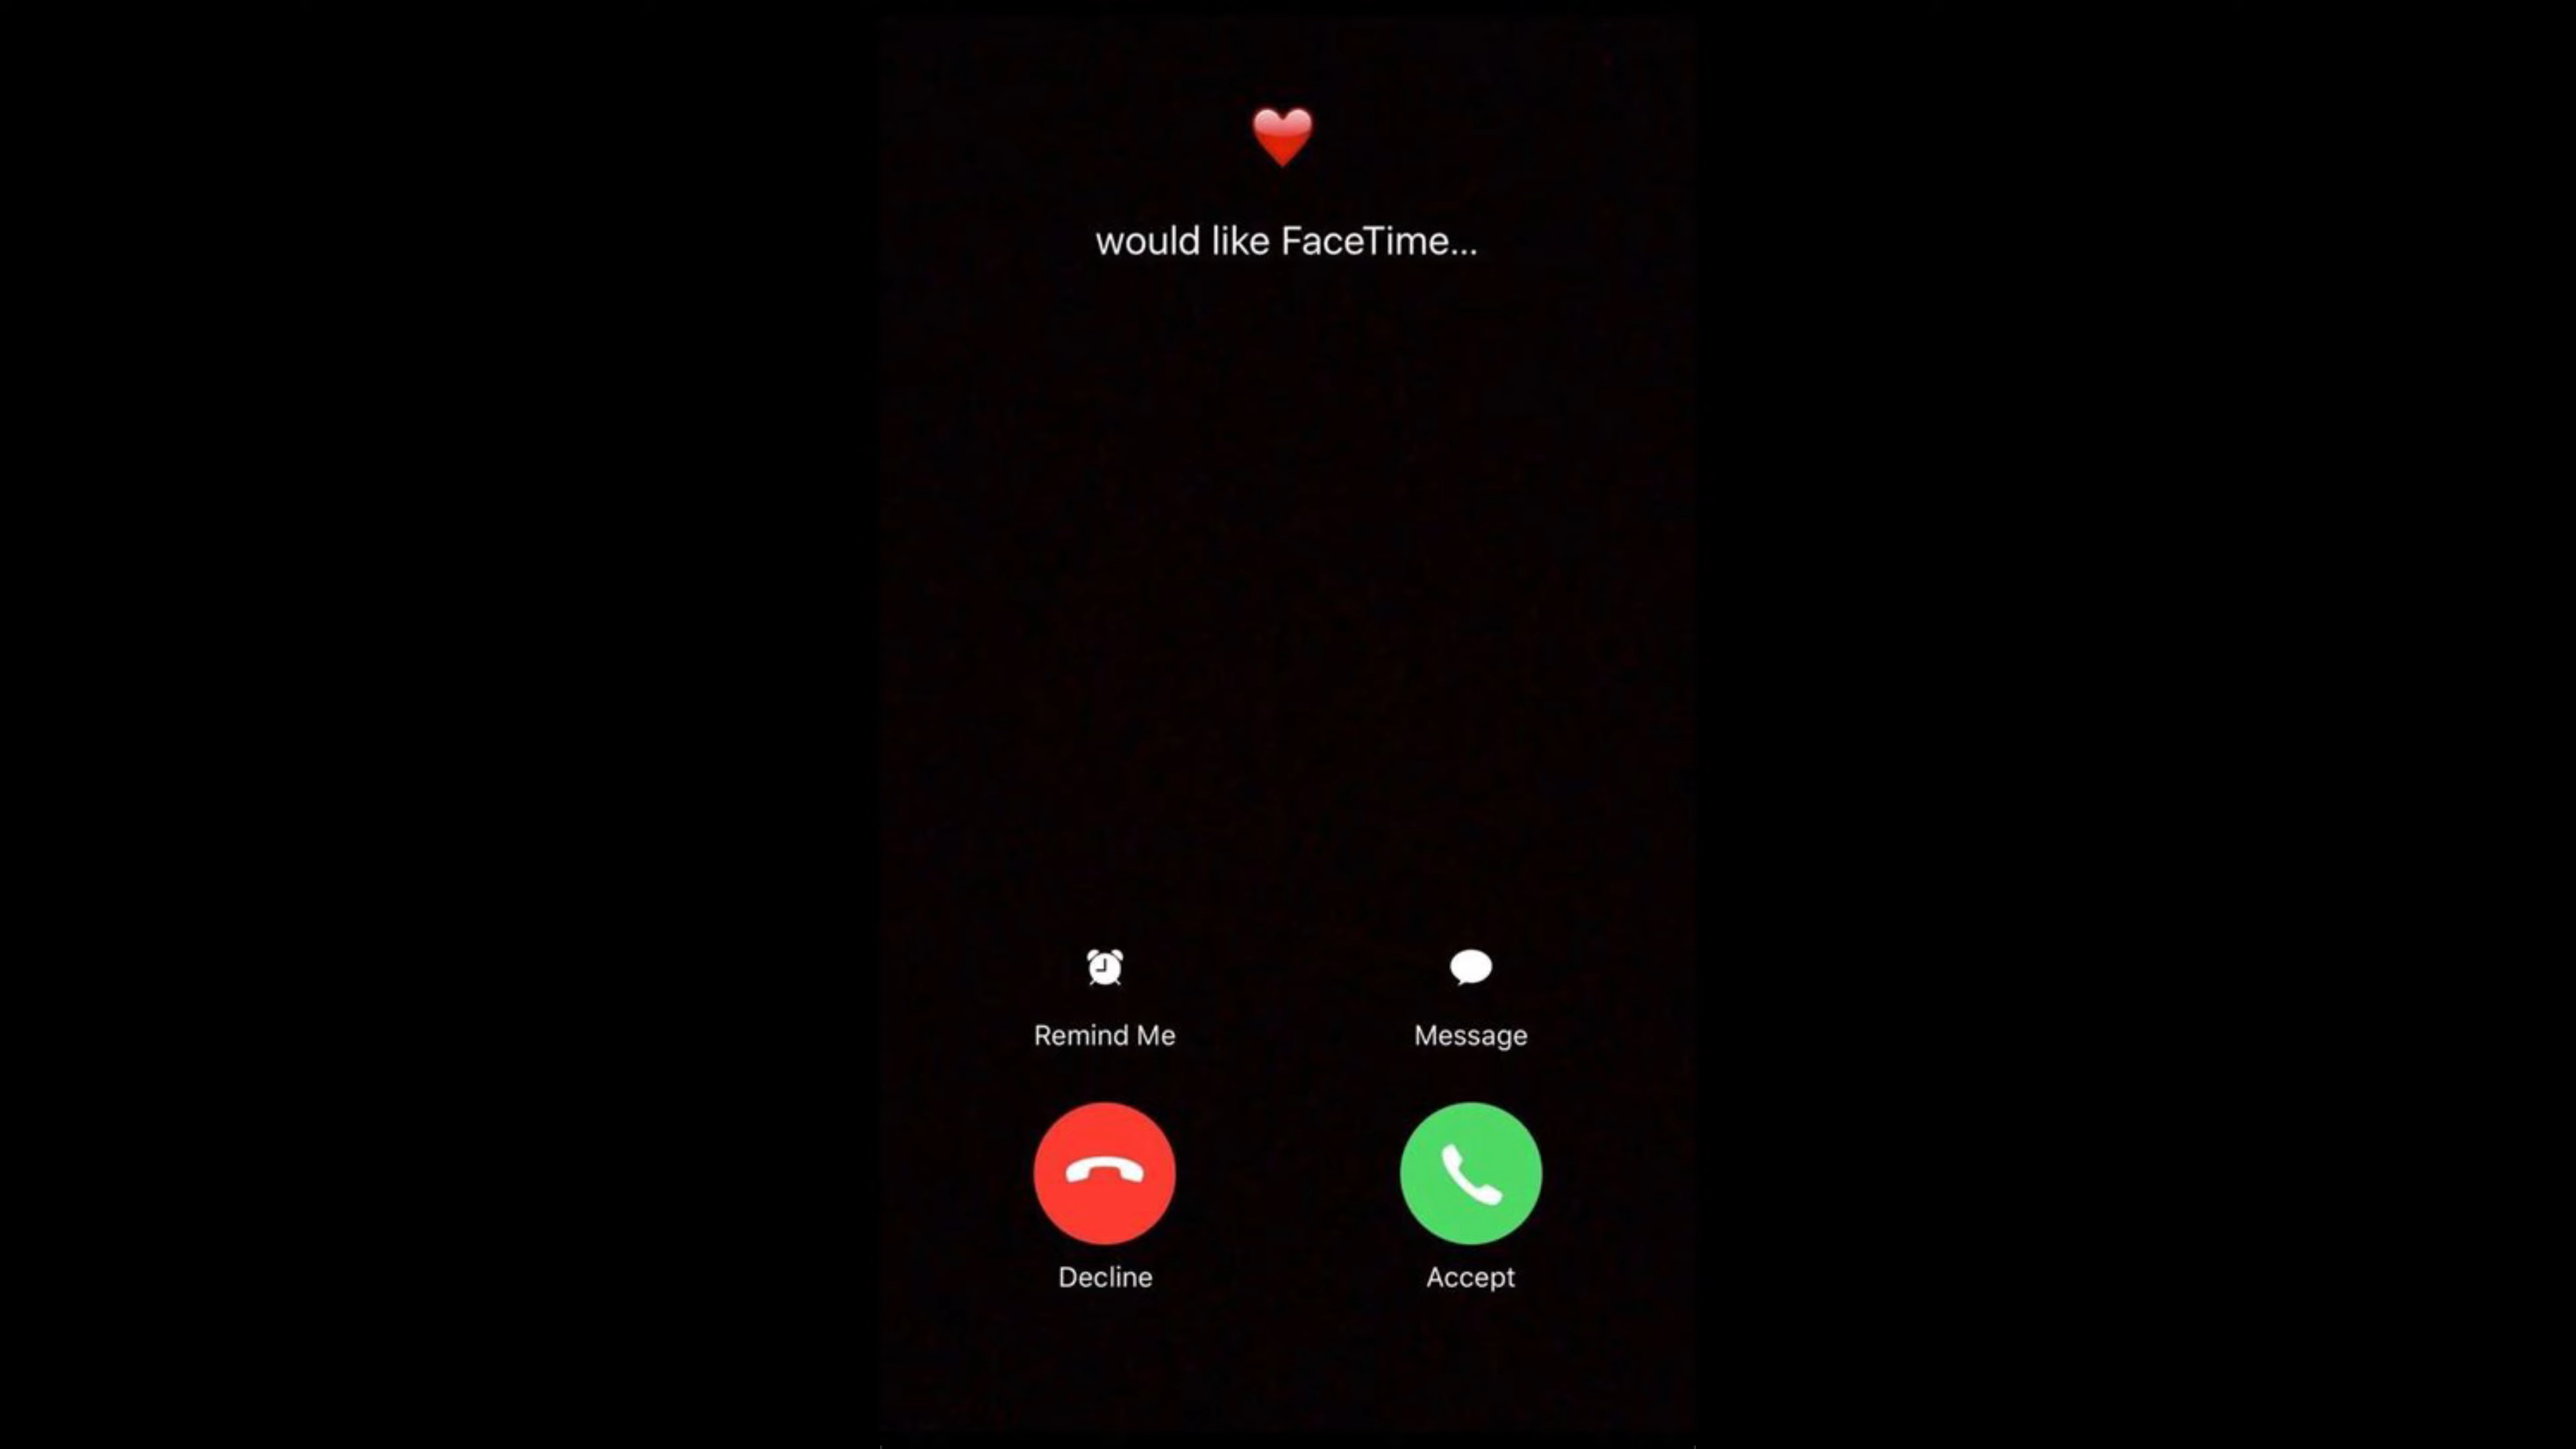 ❤️
would like FaceTime...
Remind Me
Message
Decline
Accept